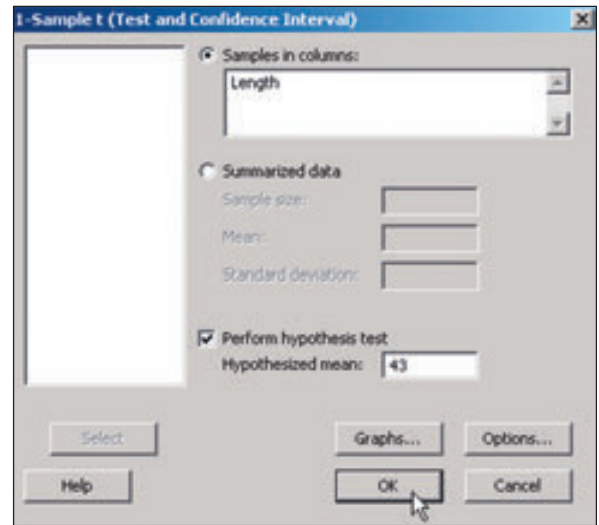 1-Sample t (Test and Confidence Interval)
Samples in columns:
Length
Summarized data
Sample size:
Mean:
Standard deviation:
Perform hypothesis test
Hypothesized mean: 43
Select
Graphs...
Options...
Help
OK
Cancel